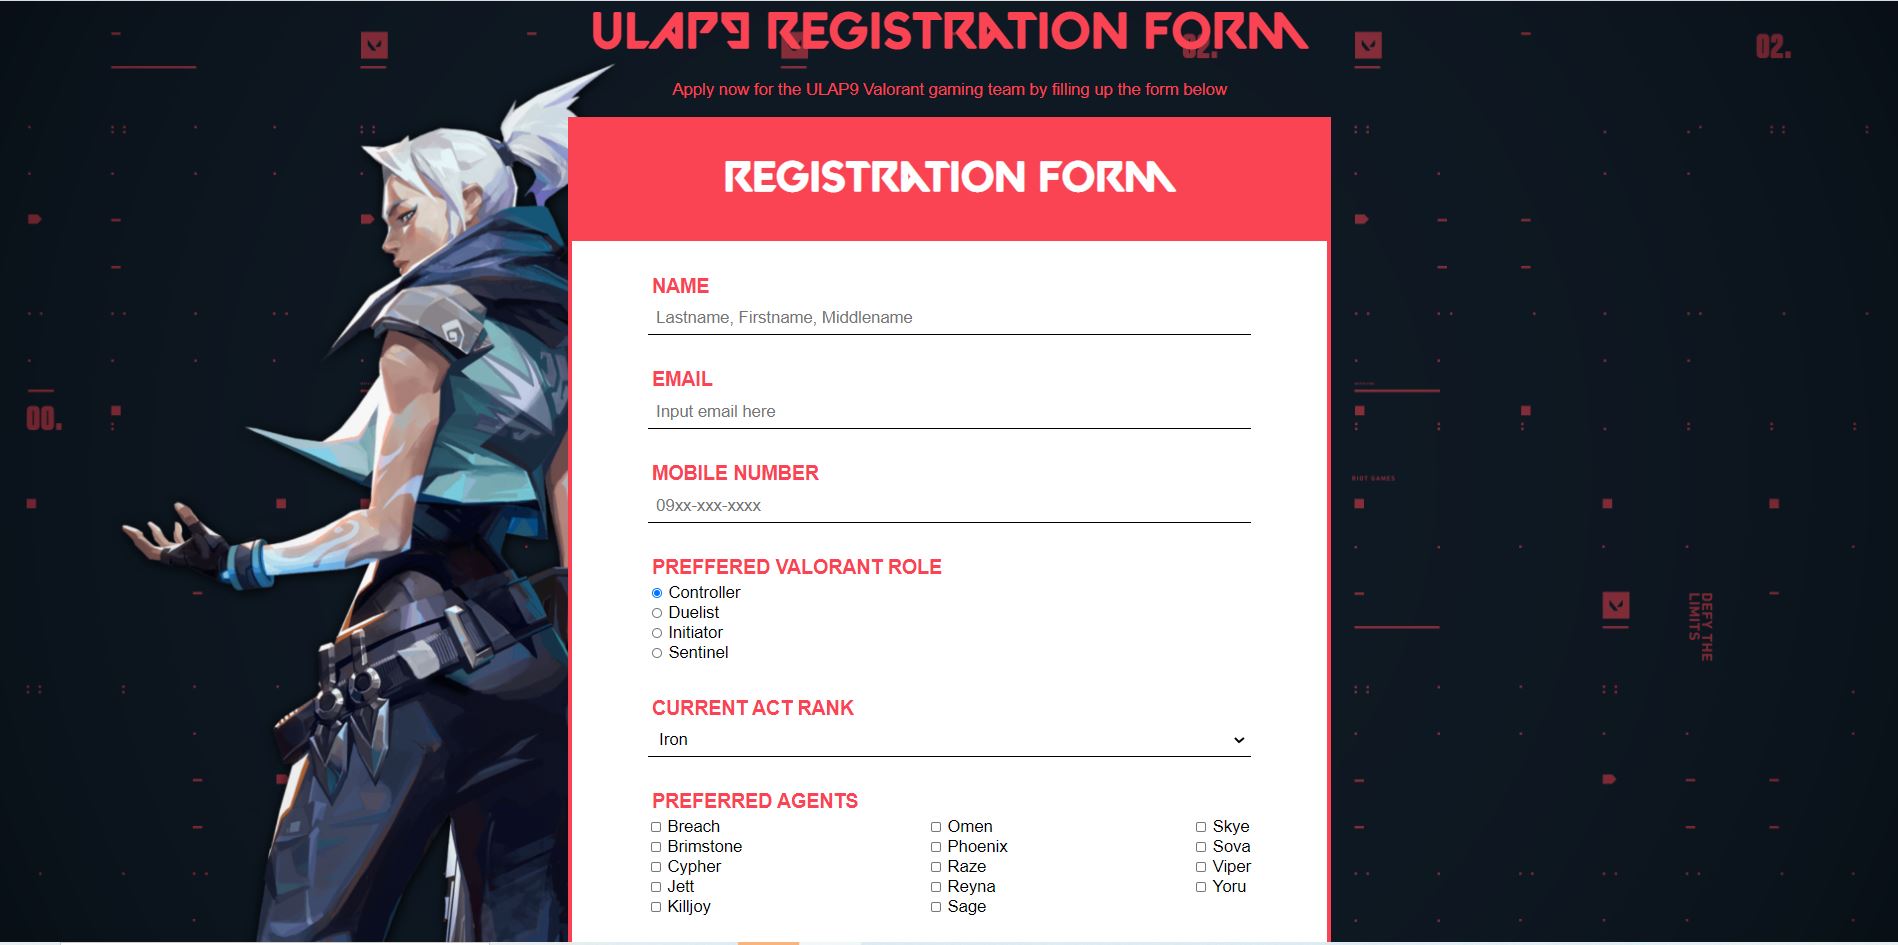 ULAP9 REGISTRATION FORM
02.
02.
Apply now for the ULAP9 Valorant gaming team by filling up the form below
REGISTRATION FORM
NAME
Lastname, Firstname, Middlename
EMAIL
Input email here
00.
MOBILE NUMBER
RIOT GAMES
09xx-xxx-xxxx
PREFFERED VALORANT ROLE
Controller
Duelist
Initiator
Sentinel
DEFY THE
LIMITS
CURRENT ACT RANK
Iron
PREFERRED AGENTS
Breach Omen Skye
Brimstone Phoenix Sova
Cypher Raze Viper
Jett Reyna Yoru
Killjoy Sage